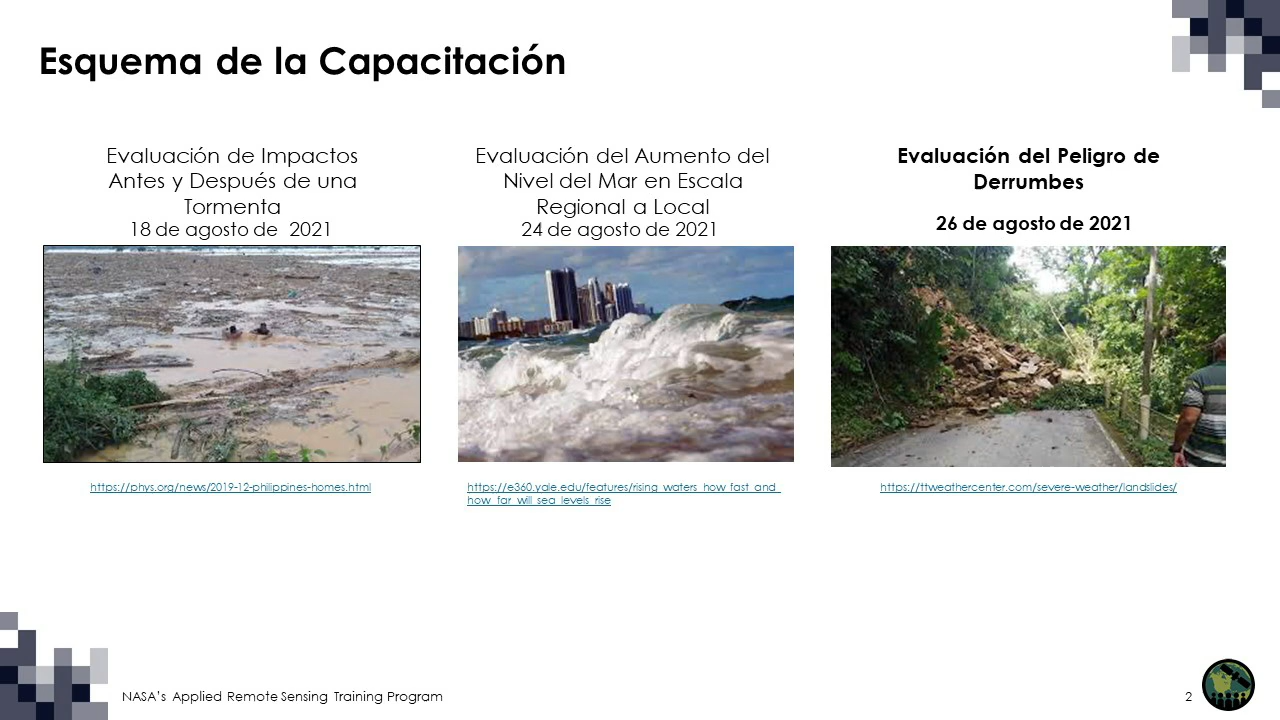 Esquema de la Capacitación
Evaluación de Impactos
Antes y Después de una
Tormenta
18 de agosto de 2021
https://phys.org/news/2019-12-philippines-homes.html
Evaluación del Aumento del
Nivel del Mar en Escala
Regional a Local
24 de agosto de 2021
https://e360.yale.edu/features/rising_waters_how_fast_and_
how_far_will_sea_levels_rise
Evaluación del Peligro de
Derrumbes
26 de agosto de 2021
https://ttweathercenter.com/severe-weather/landslides/
NASA's Applied Remote Sensing Training Program
2